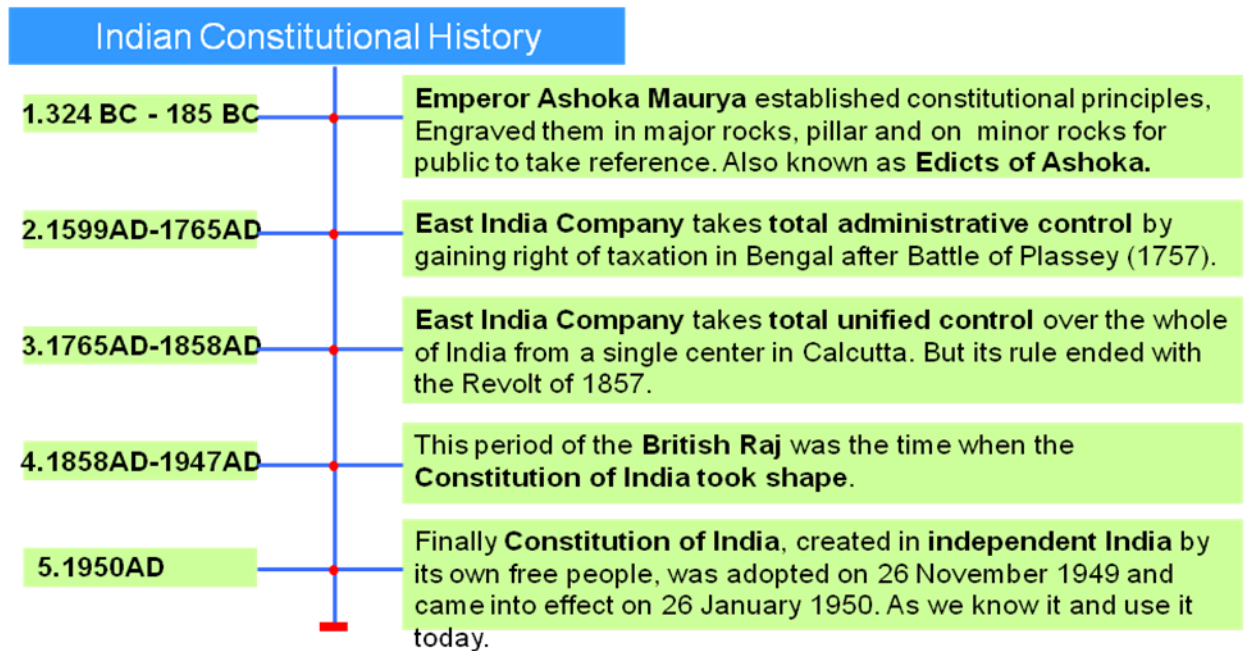 Indian Constitutional History
1.324 BC - 185 BC
Emperor Ashoka Maurya established constitutional principles,
Engraved them in major rocks, pillar and on minor rocks for
public to take reference. Also known as Edicts of Ashoka.
2.1599AD-1765AD
East India Company takes total administrative control by
gaining right of taxation in Bengal after Battle of Plassey (1757).
3.1765AD-1858AD
East India Company takes total unified control over the whole
of India from a single center in Calcutta. But its rule ended with
the Revolt of 1857.
4.1858AD-1947AD
This period of the British Raj was the time when the
Constitution of India took shape.
5.1950AD
Finally Constitution of India, created in independent India by
its own free people, was adopted on 26 November 1949 and
came into effect on 26 January 1950. As we know it and use it
today.